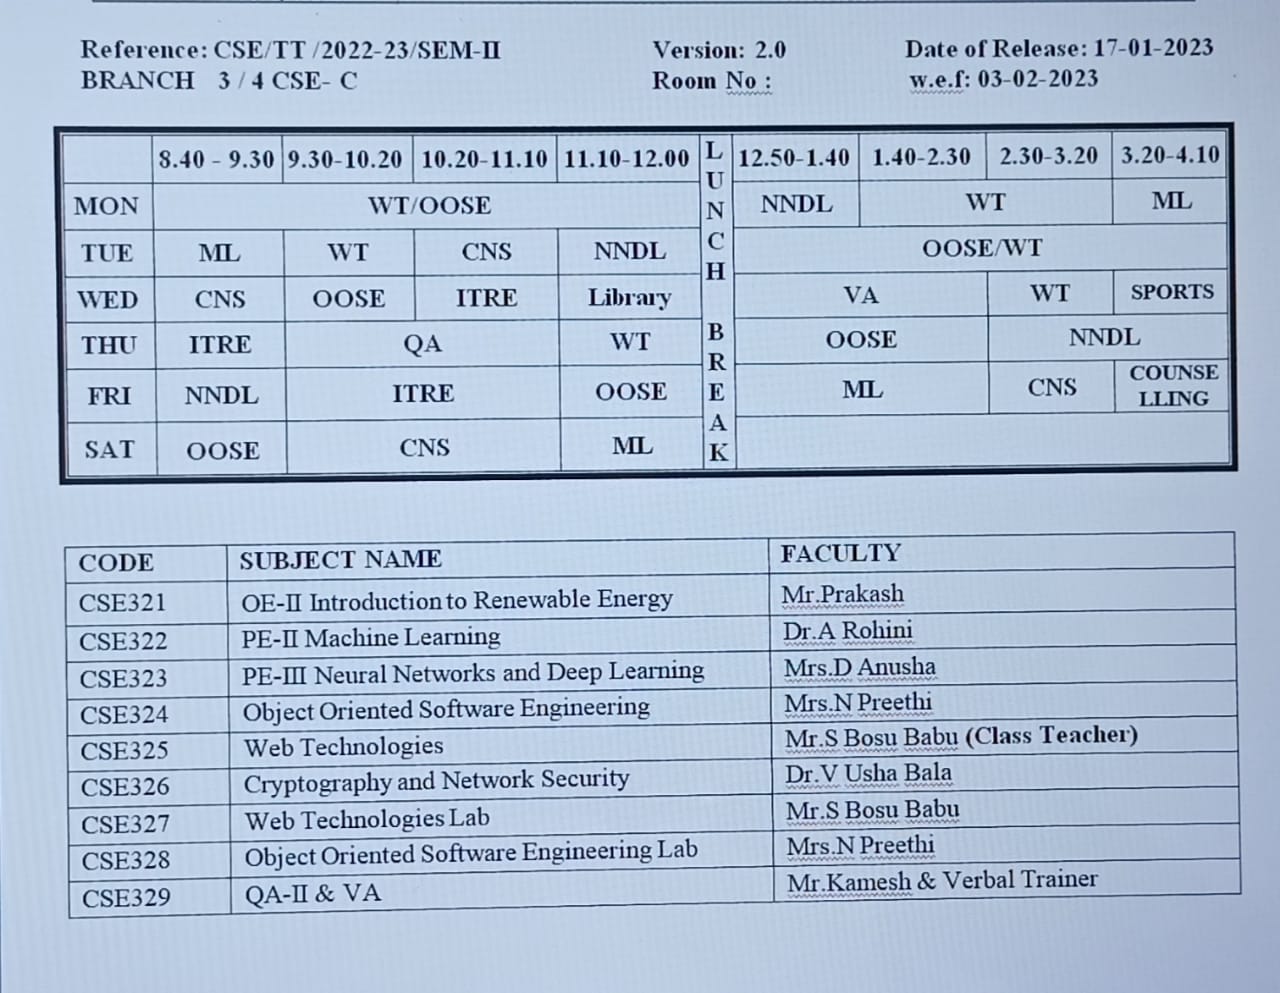 Reference: CSE/TT /2022-23/SEM-II Version: 2.0 Date of Release: 17-01-2023
BRANCH 3 / 4 CSE- C Room No : w.e.f: 03-02-2023
8.40 - 9.30 9.30-10.20 10.20-11.10 11.10-12.00 LUNCH BREAK 12.50-1.40 1.40-2.30 2.30-3.20 3.20-4.10
MON WT/OOSE NNDL WT ML
TUE ML WT CNS NNDL OOSE/WT
WED CNS OOSE ITRE Library VA WT SPORTS
THU ITRE QA WT OOSE NNDL
FRI NNDL ITRE OOSE ML CNS COUNSE
LLING
SAT OOSE CNS ML
CODE SUBJECT NAME FACULTY
CSE321 OE-II Introduction to Renewable Energy Mr.Prakash
CSE322 PE-II Machine Learning Dr.A Rohini
CSE323 PE-III Neural Networks and Deep Learning Mrs.D Anusha
CSE324 Object Oriented Software Engineering Mrs.N Preethi
CSE325 Web Technologies Mr.S Bosu Babu (Class Teacher)
CSE326 Cryptography and Network Security Dr.V Usha Bala
CSE327 Web Technologies Lab Mr.S Bosu Babu
CSE328 Object Oriented Software Engineering Lab Mrs.N Preethi
CSE329 QA-II & VA Mr.Kamesh & Verbal Trainer